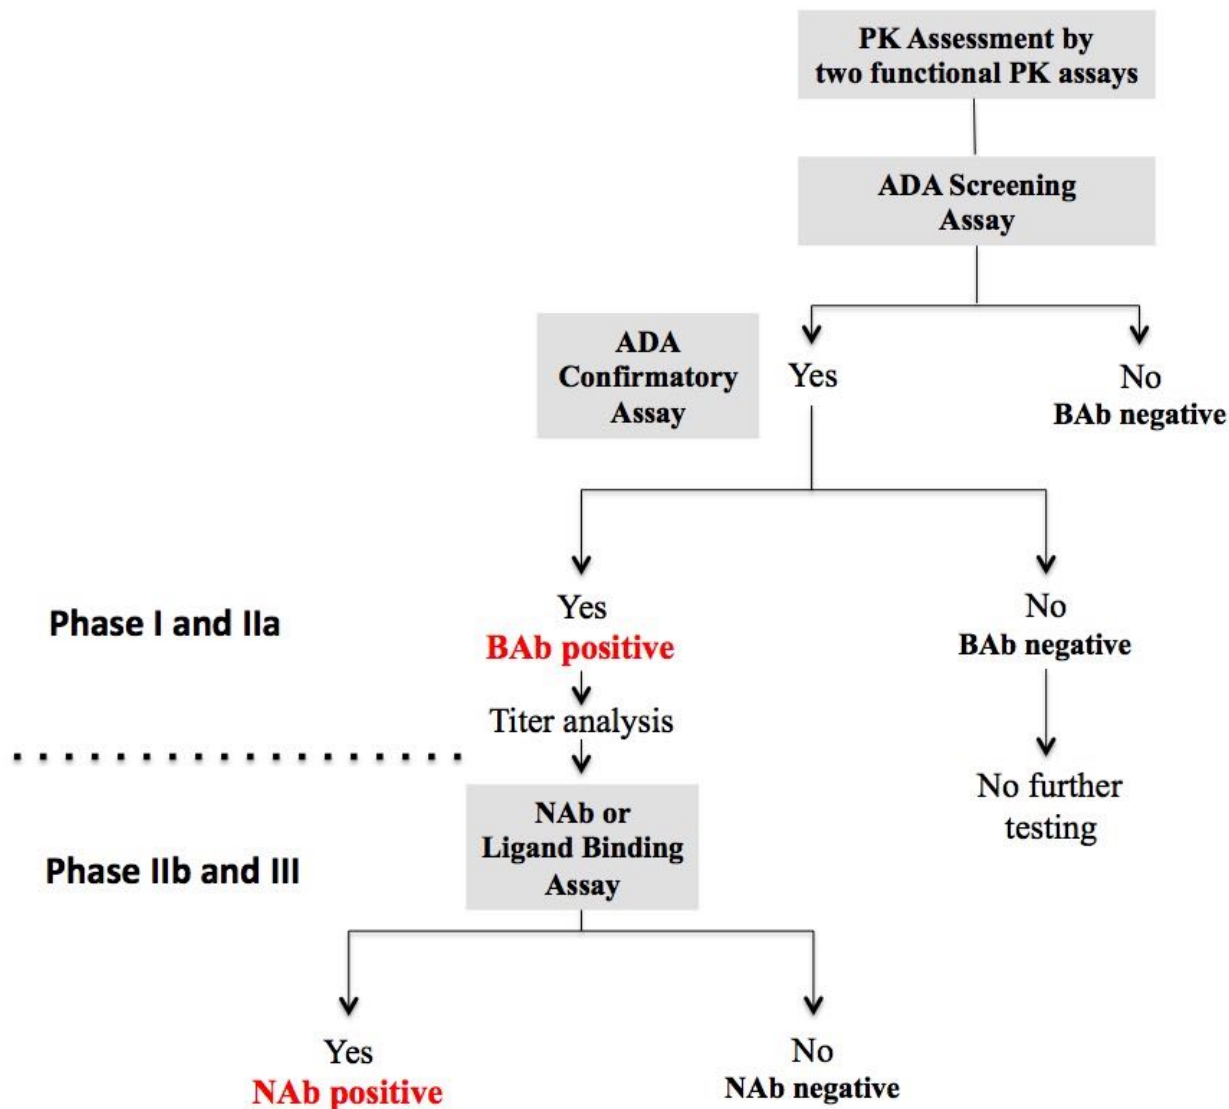 PK Assessment by
two functional PK assays
ADA Screening
Assay
ADA
Confirmatory
Assay
Yes
No
BAb negative
Phase I and IIa
Yes
BAb positive
No
BAb negative
Titer analysis
No further
testing
NAb or
Ligand Binding
Assay
Phase IIb and III
Yes
NAb positive
No
NAb negative